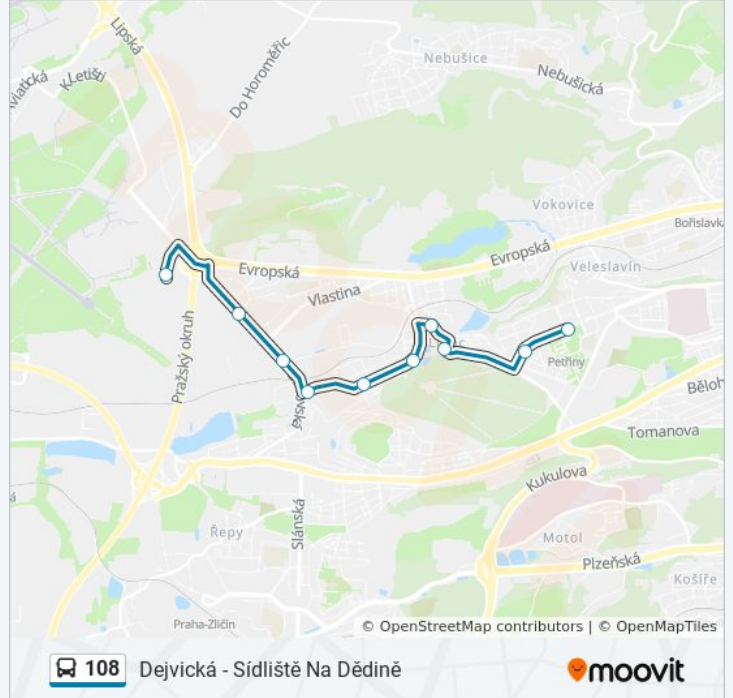 Lipská
Letišti
Do Horoměřic
Nebušice
Nebušická
Vokovice
Bořislavka
Evropská
Veleslavín
Evropská
Vlastina
Pražský okruh
Petřiny
Běloh
Tomanova
Kukulova
Slánská
Řepy
Motol
Plzeňská
Košíře
Praha-Zličín
© OpenStreetMap contributors | © OpenMapTiles
108 Dejvická - Sídliště Na Dědině
moovit